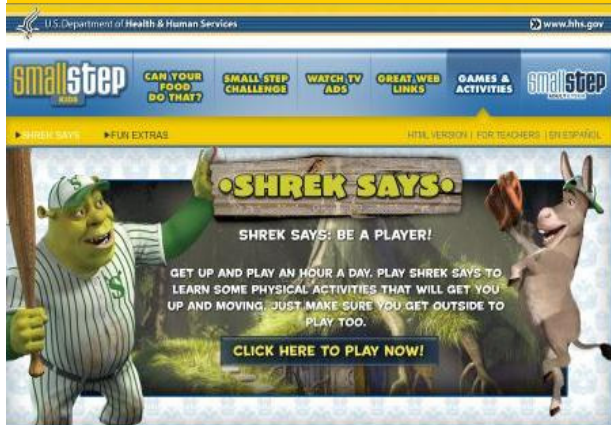 U.S. Department of Health & Human Services
www.hhs.gov
smallstep
KIDS
CAN YOUR
FOOD
DO THAT?
SMALL STEP
CHALLENGE
WATCH TV
ADS
GREAT WEB
LINKS
GAMES &
ACTIVITIES
smallstep
ADULT & TEEN
SHREK SAYS
FUN EXTRAS
HTML VERSION | FOR TEACHERS | EN ESPAÑOL
•SHREK SAYS•
SHREK SAYS: BE A PLAYER!
GET UP AND PLAY AN HOUR A DAY. PLAY SHREK SAYS TO
LEARN SOME PHYSICAL ACTIVITIES THAT WILL GET YOU
UP AND MOVING. JUST MAKE SURE YOU GET OUTSIDE TO
PLAY TOO.
CLICK HERE TO PLAY NOW!
S
S